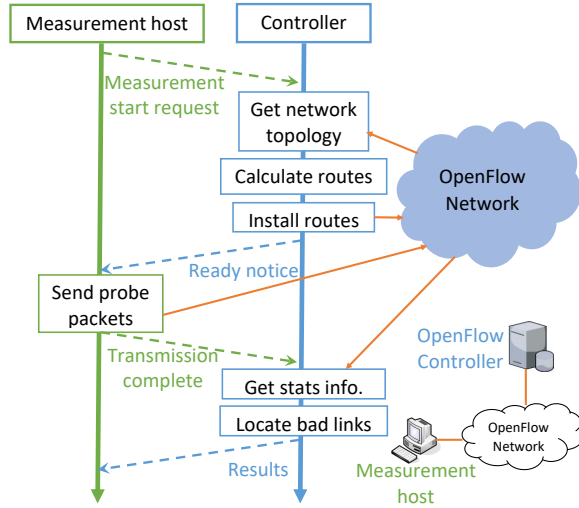 Measurement host
Controller
Measurement
start request
Get network
topology
Calculate routes
OpenFlow
Network
Install routes
Ready notice
Send probe
packets
Transmission
complete
Get stats info.
Locate bad links
Results
OpenFlow
Controller
OpenFlow
Network
Measurement
host